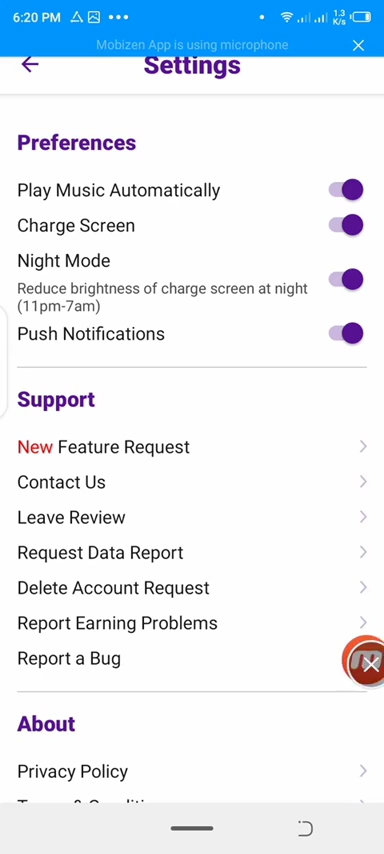 6:20 PM
1.3
K/s
Mobizen App is using microphone
Settings
Preferences
Play Music Automatically
Charge Screen
Night Mode
Reduce brightness of charge screen at night
(11pm-7am)
Push Notifications
Support
New Feature Request
Contact Us
Leave Review
Request Data Report
Delete Account Request
Report Earning Problems
Report a Bug
About
Privacy Policy